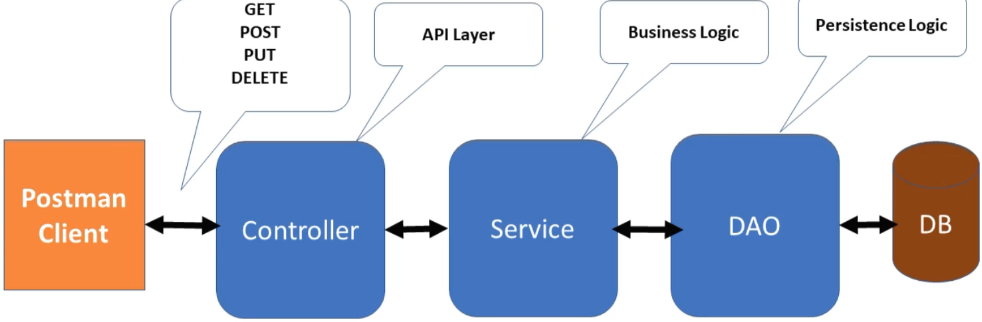 GET
POST
PUT
DELETE
API Layer
Business Logic
Persistence Logic
Postman
Client
Controller
Service
DAO
DB